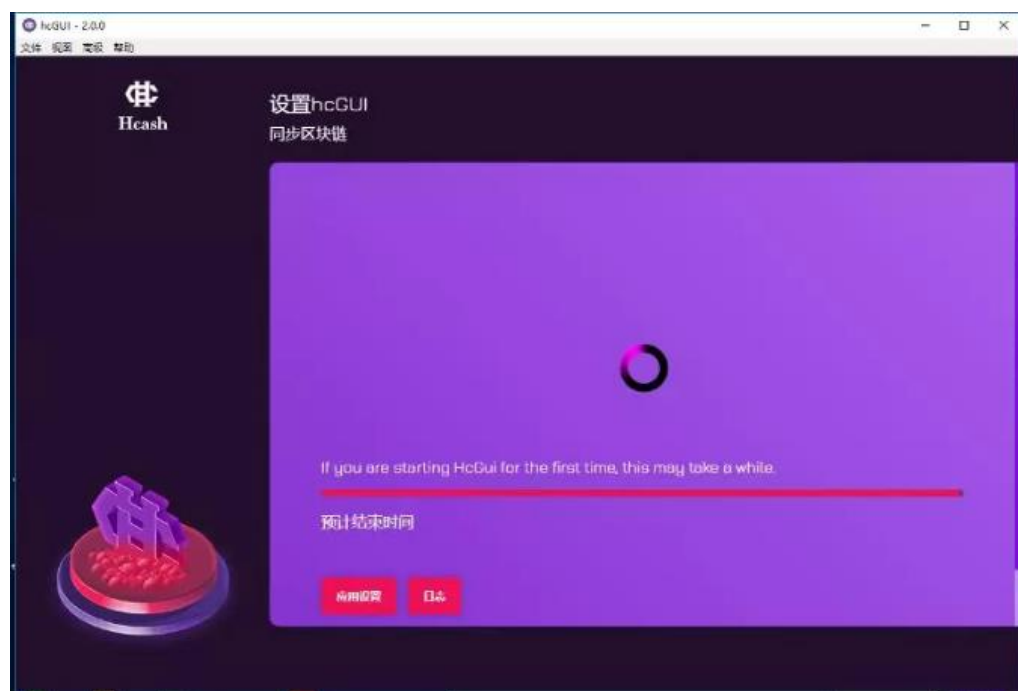 hcGUI - 2.0.0
文件 视图 高级 帮助
Hcash
设置hcGUI
同步区块链
If you are starting HcGui for the first time, this may take a while.
预计结束时间
应用设置 日志